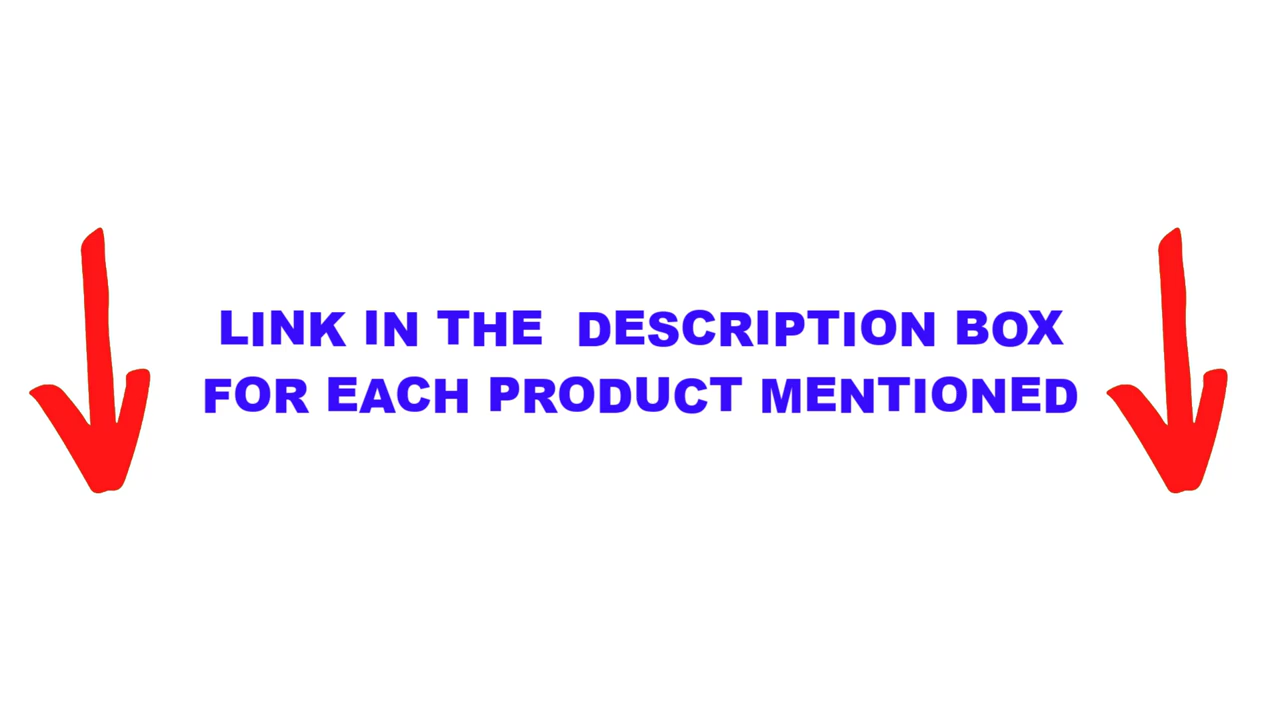 LINK IN THE DESCRIPTION BOX
FOR EACH PRODUCT MENTIONED